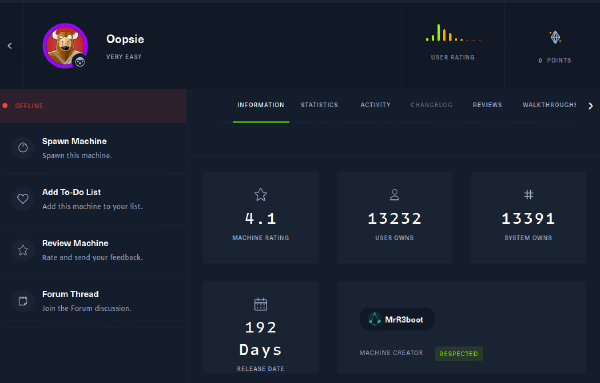 Oopsie
VERY EASY
USER RATING
0 POINTS
OFFLINE
INFORMATION STATISTICS ACTIVITY CHANGELOG REVIEWS WALKTHROUGHS
Spawn Machine
Spawn this machine.
Add To-Do List
Add this machine to your list.
Review Machine
Rate and send your feedback.
Forum Thread
Join the Forum discussion.
4.1
MACHINE RATING
13232
USER OWNS
13391
SYSTEM OWNS
192
Days
RELEASE DATE
MrR3boot
MACHINE CREATOR RESPECTED